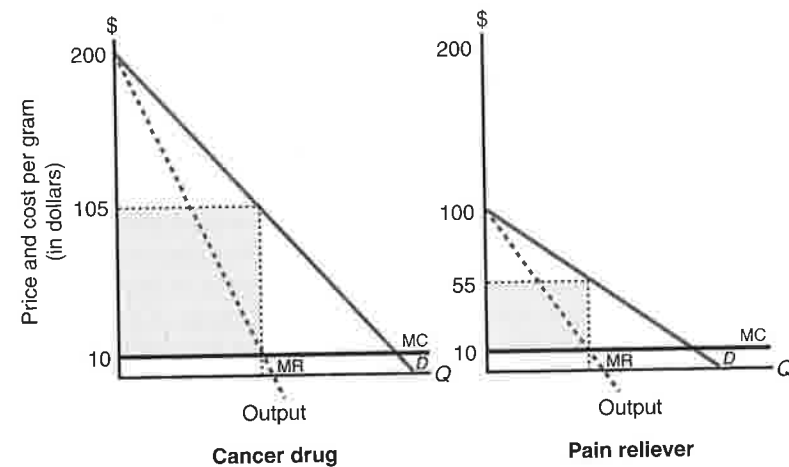 $
200
105
10
Price and cost per gram
(in dollars)
MC
MR
D
Q
Output
Cancer drug
$
200
100
55
10
MC
MR
D
Q
Output
Pain reliever